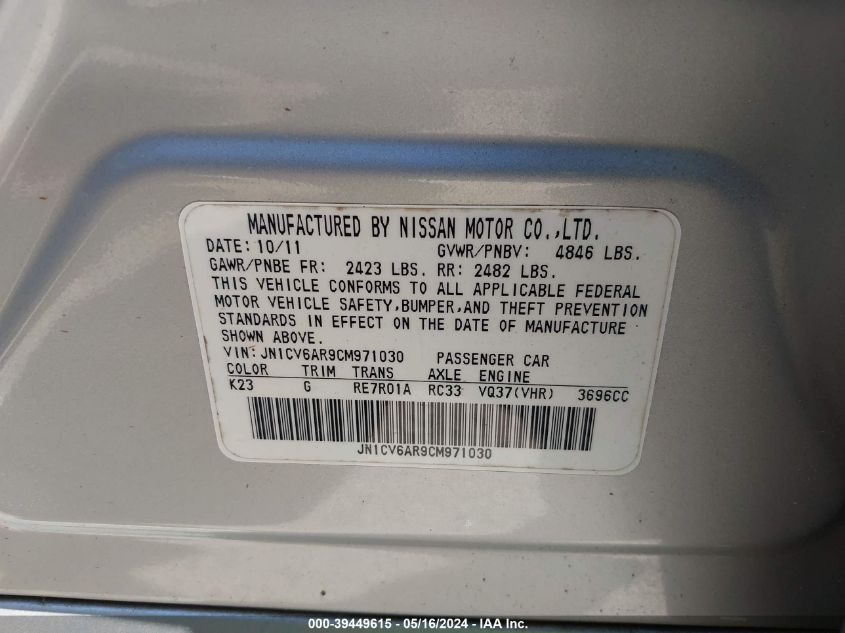 MANUFACTURED BY NISSAN MOTOR CO.,LTD.
DATE: 10/11 GVWR/PNBV: 4846 LBS.
GAWR/PNBE FR: 2423 LBS. RR: 2482 LBS.
THIS VEHICLE CONFORMS TO ALL APPLICABLE FEDERAL
MOTOR VEHICLE SAFETY,BUMPER,AND THEFT PREVENTION
STANDARDS IN EFFECT ON THE DATE OF MANUFACTURE
SHOWN ABOVE.
VIN: JN1CV6AR9CM971030 PASSENGER CAR
COLOR TRIM TRANS AXLE ENGINE
K23 G RE7R01A RC33 VQ37(VHR) 3696CC
JN1CV6AR9CM971030
000-39449615 - 05/16/2024 - IAA Inc.